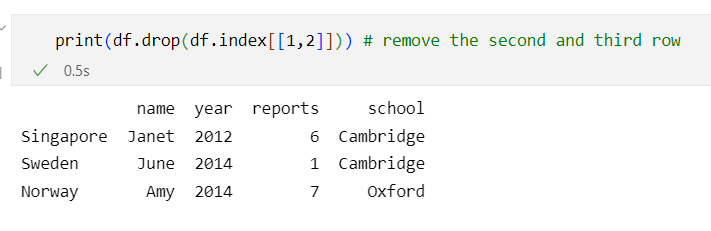 print(df.drop(df.index[[1,2]])) # remove the second and third row
0.5s
name year reports school
Singapore Janet 2012 6 Cambridge
Sweden June 2014 1 Cambridge
Norway Amy 2014 7 Oxford